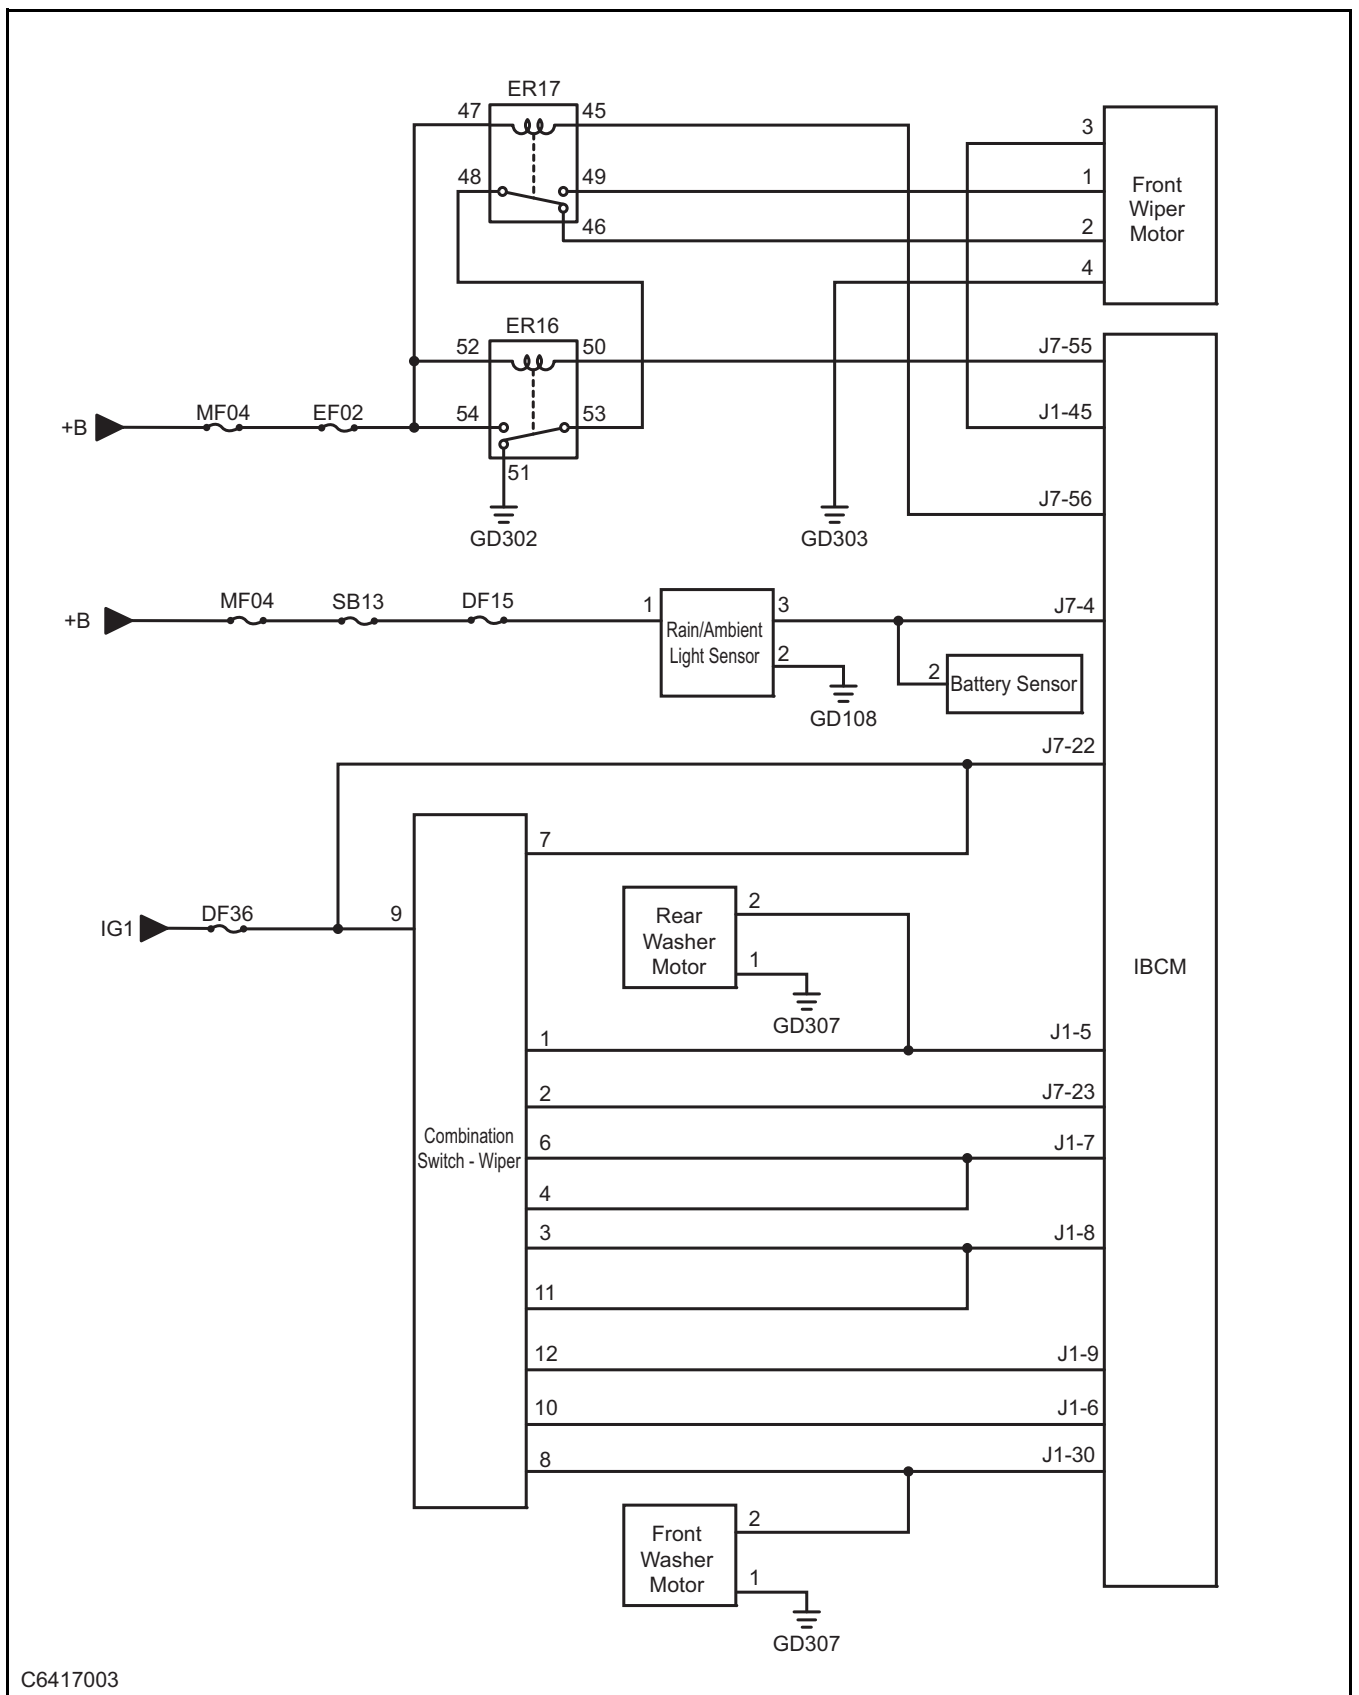 ER17
47
45
3
48
49
1
Front
Wiper
Motor
46
2
4
ER16
52
50
J7-55
+B
MF04
EF02
54
53
J1-45
51
J7-56
GD302
GD303
+B
MF04
SB13
DF15
1
Rain/Ambient
Light Sensor
3
J7-4
2
2
Battery Sensor
GD108
J7-22
7
IG1
DF36
9
Rear
Washer
Motor
2
1
IBCM
GD307
1
J1-5
2
J7-23
Combination
Switch - Wiper
6
J1-7
4
3
J1-8
11
12
J1-9
10
J1-6
8
J1-30
Front
Washer
Motor
2
1
GD307
C6417003